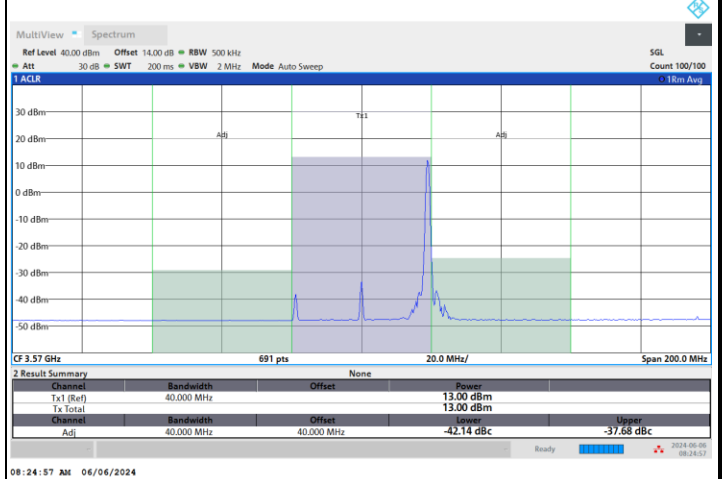 MultiView Spectrum
Ref Level 40.00 dBm Offset 14.00 dB RBW 500 kHz SGL
Att 30 dB SWT 200 ms VBW 2 MHz Mode Auto Sweep Count 100/100
1 ACLR 1Rm Avg
30 dBm
Tx1
20 dBm Adj Adj
10 dBm
0 dBm
-10 dBm
-20 dBm
-30 dBm
-40 dBm
-50 dBm
CF 3.57 GHz 691 pts 20.0 MHz/ Span 200.0 MHz
2 Result Summary None
Channel Bandwidth Offset Power
Tx1 (Ref) 40.000 MHz 13.00 dBm
Tx Total 13.00 dBm
Channel Bandwidth Offset Lower Upper
Adj 40.000 MHz 40.000 MHz -42.14 dBc -37.68 dBc
Ready 2024-06-06
08:24:57
08:24:57 AM 06/06/2024